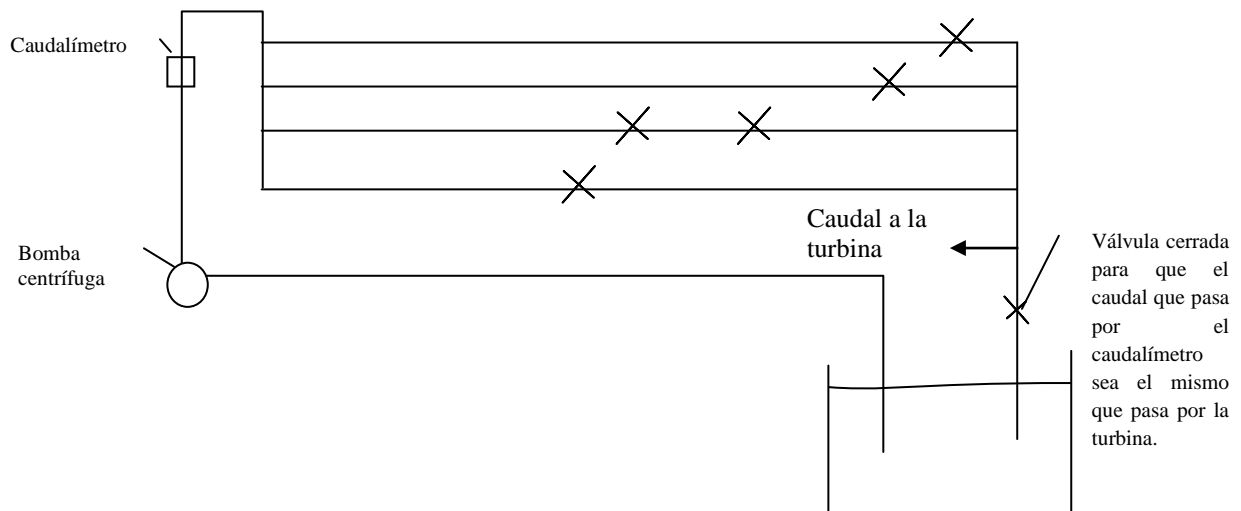 Caudalímetro
Bomba
centrífuga
Caudal a la
turbina
Válvula cerrada
para que el
caudal que pasa
por el
caudalímetro
sea el mismo
que pasa por la
turbina.